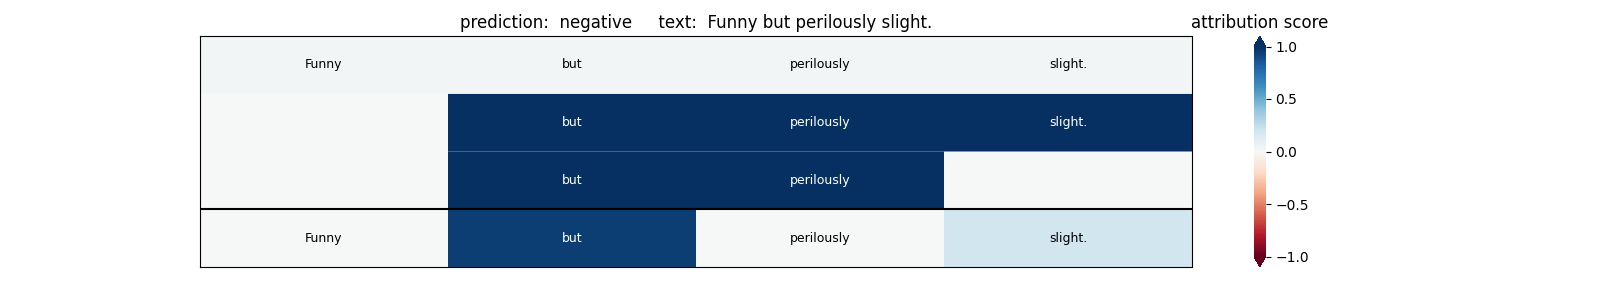 prediction:  negative     text:  Funny but perilously slight.
attribution score
Funny but perilously slight.
but perilously slight.
but perilously
Funny but perilously slight.
1.0
0.5
0.0
−0.5
−1.0